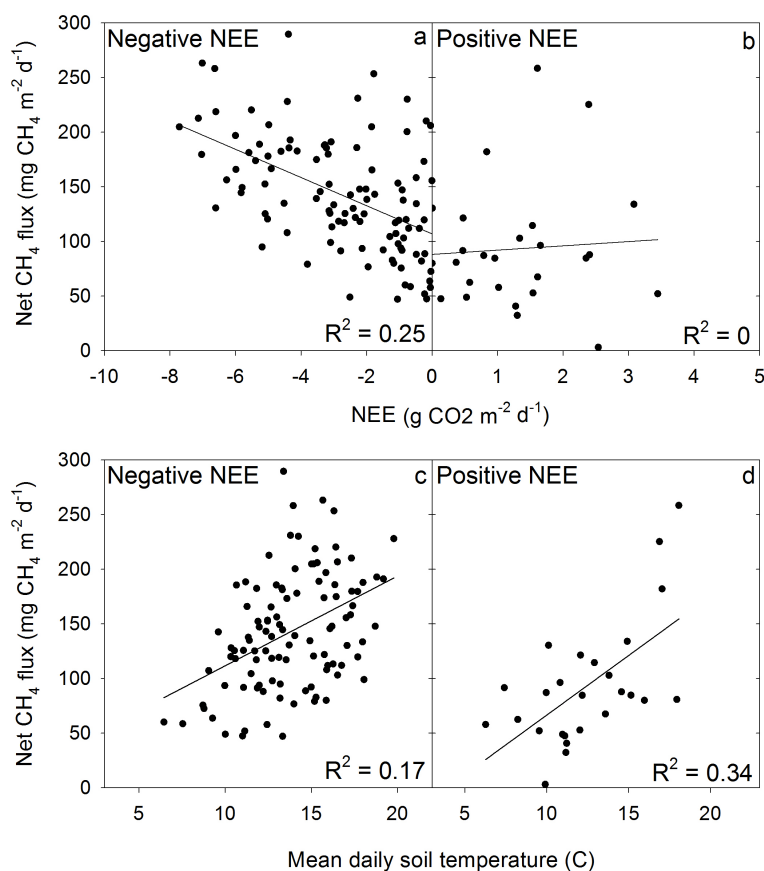 Negative NEE a Positive NEE b
300
250
200
150
100
50
0
Net CH4 flux (mg CH4 m-2 d-1)
R2 = 0.25 R2 = 0
-10 -8 -6 -4 -2 0 1 2 3 4 5
NEE (g CO2 m-2 d-1)
Negative NEE c Positive NEE d
300
250
200
150
100
50
0
Net CH4 flux (mg CH4 m-2 d-1)
R2 = 0.17 R2 = 0.34
5 10 15 20 5 10 15 20
Mean daily soil temperature (C)